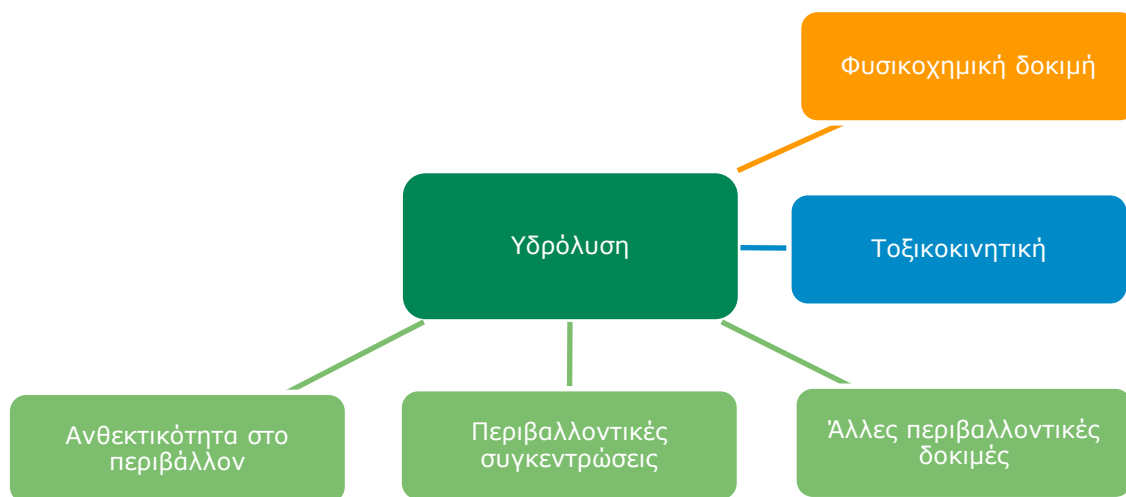 Φυσικοχημική δοκιμή
Υδρόλυση
Τοξικοκινητική
Ανθεκτικότητα στο
περιβάλλον
Περιβαλλοντικές
συγκεντρώσεις
Άλλες περιβαλλοντικές
δοκιμές